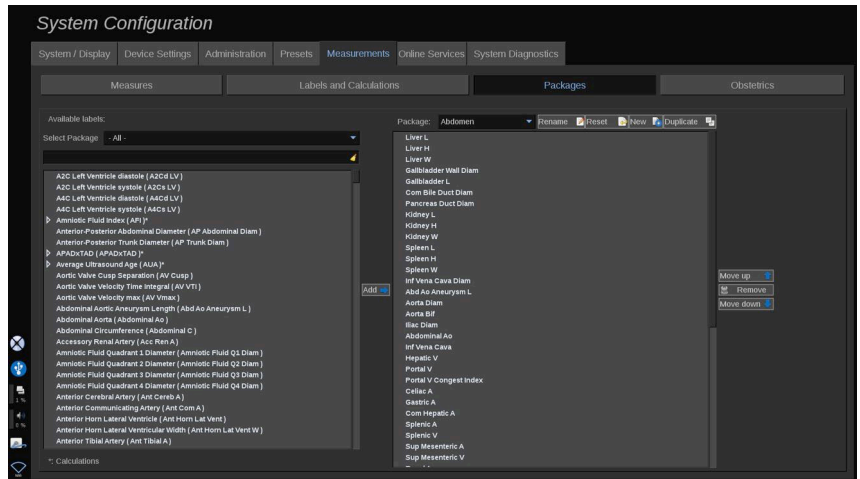 System Configuration
System / Display Device Settings Administration Presets Measurements Online Services System Diagnostics
Measures Labels and Calculations Packages Obstetrics
Available labels:
Select Package - All -
A2C Left Ventricle diastole ( A2Cd LV )
A2C Left Ventricle systole ( A2Cs LV )
A4C Left Ventricle diastole ( A4Cd LV )
A4C Left Ventricle systole ( A4Cs LV )
Amniotic Fluid Index ( AFI )*
Anterior-Posterior Abdominal Diameter ( AP Abdominal Diam )
Anterior-Posterior Trunk Diameter ( AP Trunk Diam )
APADxTAD ( APADxTAD )*
Average Ultrasound Age ( AUA )*
Aortic Valve Cusp Separation ( AV Cusp )
Aortic Valve Velocity Time Integral ( AV VTI )
Aortic Valve Velocity max ( AV Vmax )
Abdominal Aortic Aneurysm Length ( Abd Ao Aneurysm L )
Abdominal Aorta ( Abdominal Ao )
Abdominal Circumference ( Abdominal C )
Accessory Renal Artery ( Acc Ren A )
Amniotic Fluid Quadrant 1 Diameter ( Amniotic Fluid Q1 Diam )
Amniotic Fluid Quadrant 2 Diameter ( Amniotic Fluid Q2 Diam )
Amniotic Fluid Quadrant 3 Diameter ( Amniotic Fluid Q3 Diam )
Amniotic Fluid Quadrant 4 Diameter ( Amniotic Fluid Q4 Diam )
Anterior Cerebral Artery ( Ant Cereb A )
Anterior Communicating Artery ( Ant Com A )
Anterior Horn Lateral Ventricle ( Ant Horn Lat Vent )
Anterior Horn Lateral Ventricular Width ( Ant Horn Lat Vent W )
Anterior Tibial Artery ( Ant Tibial A )
*: Calculations
Add
Package: Abdomen Rename Reset New Duplicate
Liver L
Liver H
Liver W
Gallbladder Wall Diam
Gallbladder L
Com Bile Duct Diam
Pancreas Duct Diam
Kidney L
Kidney H
Kidney W
Spleen L
Spleen H
Spleen W
Inf Vena Cava Diam
Abd Ao Aneurysm L
Aorta Diam
Aorta Bif
Iliac Diam
Abdominal Ao
Inf Vena Cava
Hepatic V
Portal V
Portal V Congest Index
Celiac A
Gastric A
Com Hepatic A
Splenic A
Splenic V
Sup Mesenteric A
Sup Mesenteric V
Move up
Remove
Move down
1 %
0 %